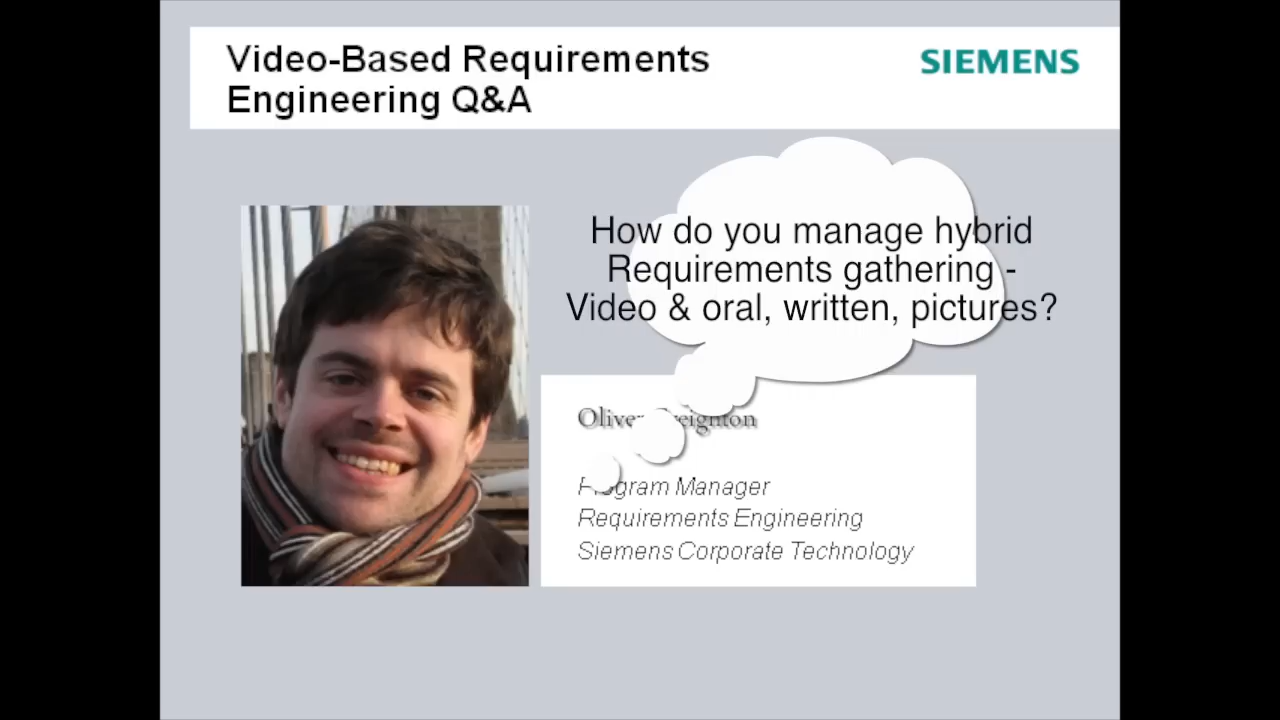 Video-Based Requirements
Engineering Q&A
SIEMENS
How do you manage hybrid
Requirements gathering -
Video & oral, written, pictures?
Manager
Requirements Engineering
Siemens Corporate Technology